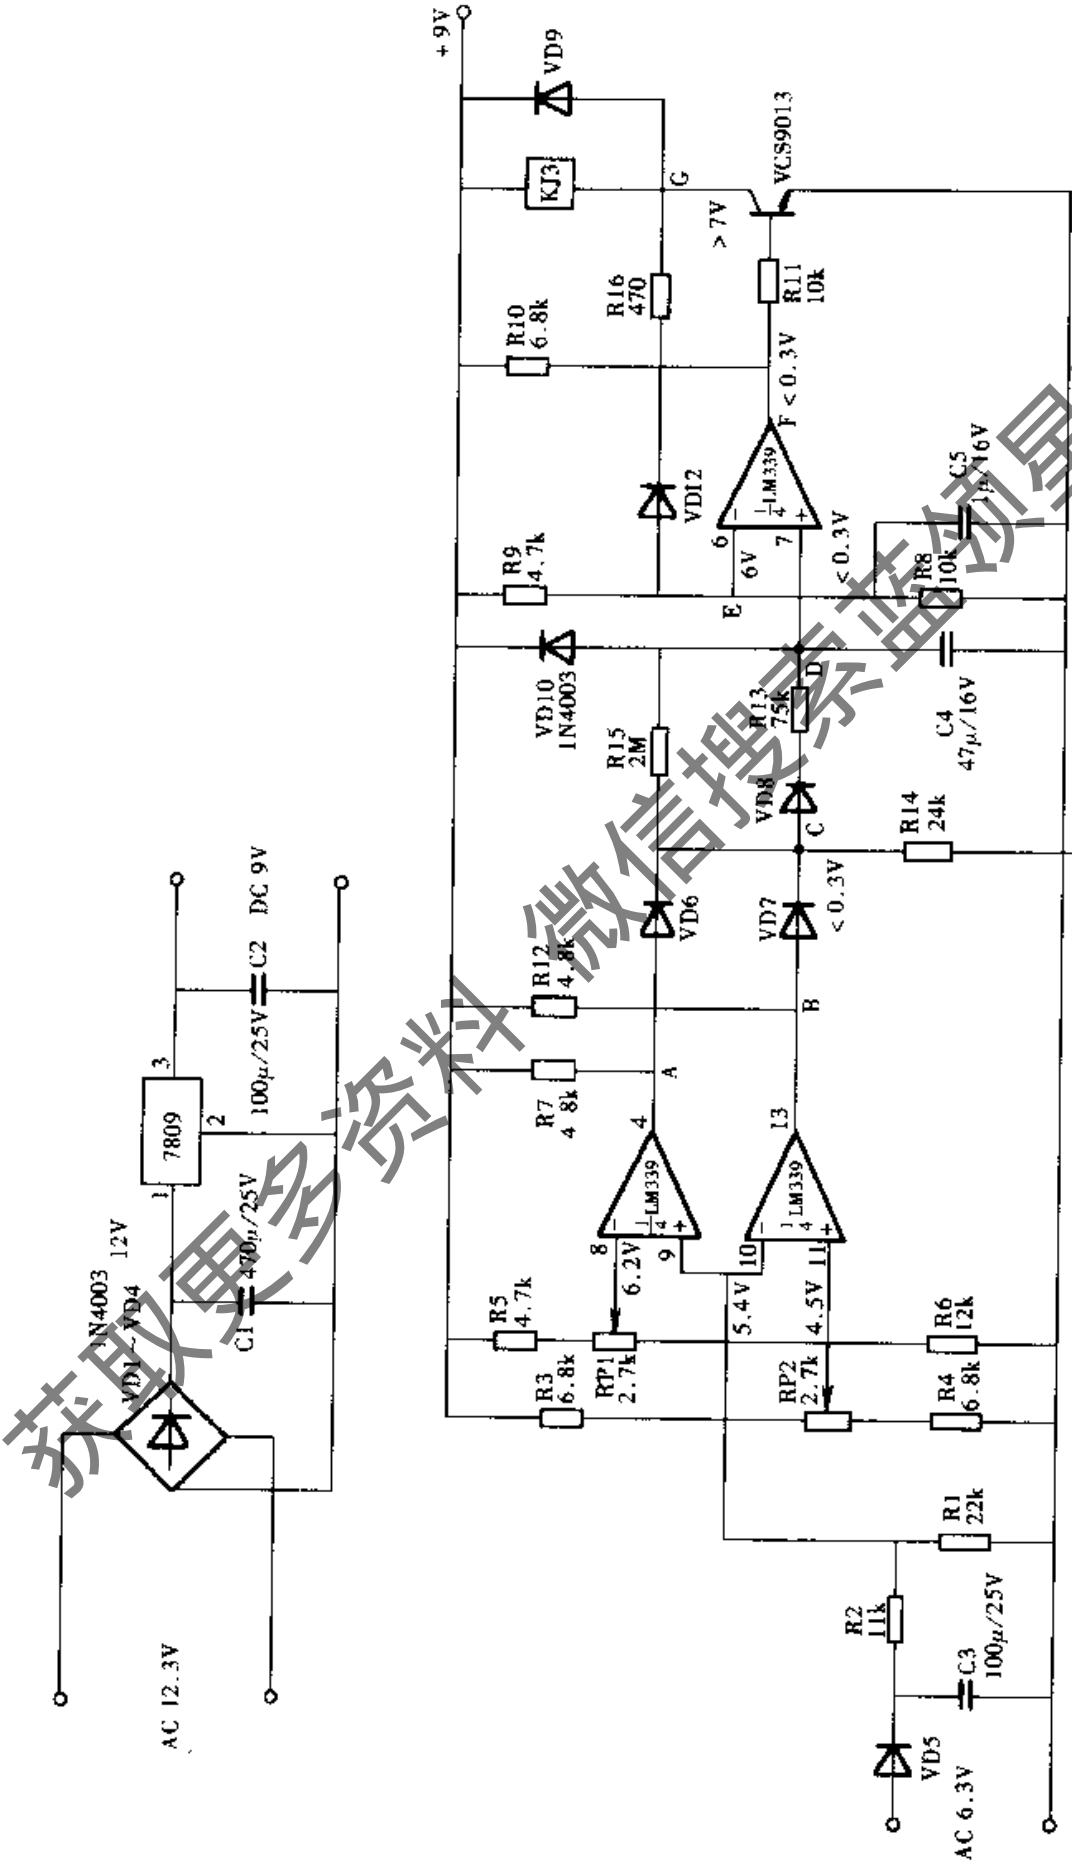 AC 12.3V
1N4003
VD1~VD4
12V
C1
470μ/25V
1
7809
3
2
100μ/25V
C2
DC 9V
AC 6.3V
VD5
C3
100μ/25V
R2
11k
R1
22k
R3
6.8k
RP2
2.7k
R4
6.8k
R5
4.7k
RP1
2.7k
R6
12k
6.2V
5.4V
4.5V
8
9
10
11
−
1/4
LM339
+
−
1/4
LM339
+
4
13
R7
4 8k
A
R12
4.8k
B
VD6
VD7
<0.3V
C
VD8
R14
24k
R15
2M
R13
75k
VD10
1N4003
D
C4
47μ/16V
R9
4.7k
E
6V
6
7
<0.3V
R8
10k
C5
1μ/16V
VD12
−
1/4
LM339
+
F<0.3V
R10
6.8k
R16
470
R11
10k
>7V
G
KJ3
VD9
VCS9013
+9V
获取更多资料 微信搜索蓝领星